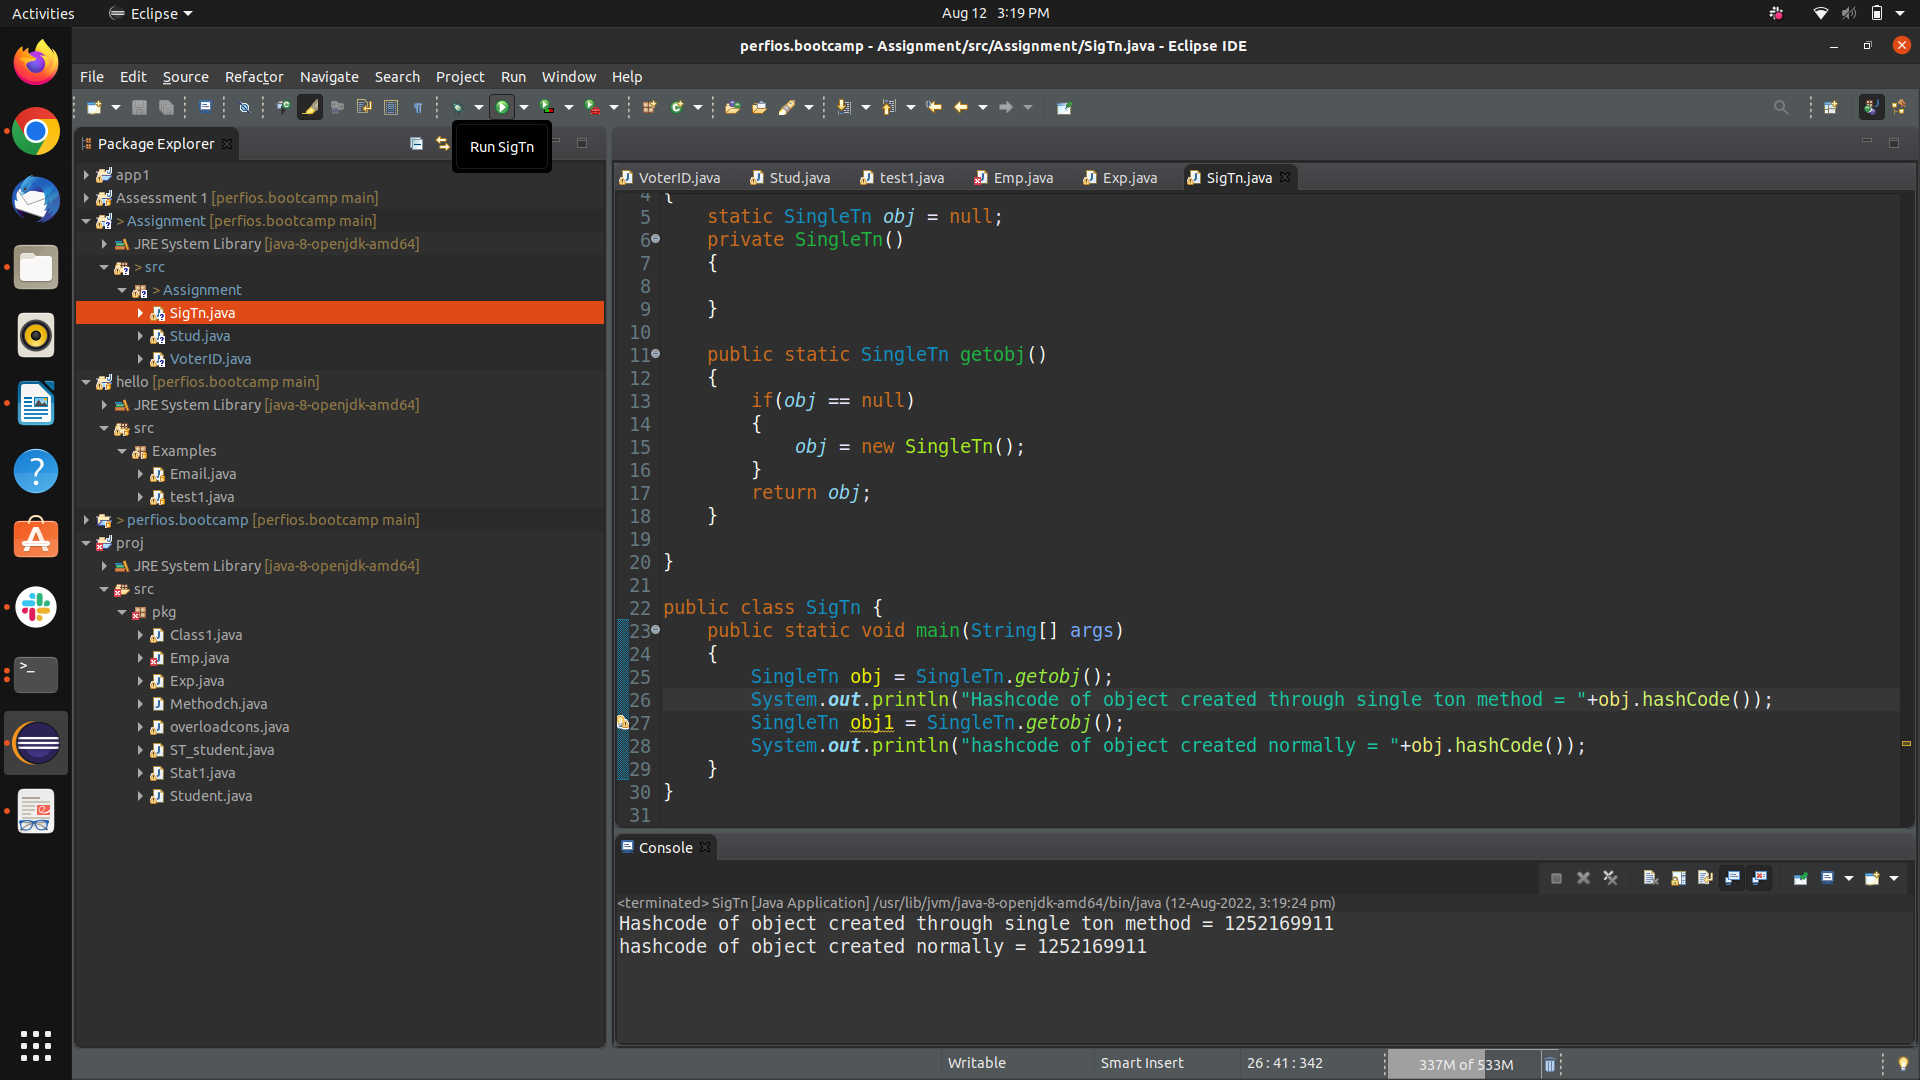 Activities Eclipse Aug 12 3:19 PM
perfios.bootcamp - Assignment/src/Assignment/SigTn.java - Eclipse IDE
File Edit Source Refactor Navigate Search Project Run Window Help
Package Explorer
Run SigTn
app1
Assessment 1 [perfios.bootcamp main]
> Assignment [perfios.bootcamp main]
JRE System Library [java-8-openjdk-amd64]
> src
> Assignment
SigTn.java
Stud.java
VoterID.java
hello [perfios.bootcamp main]
JRE System Library [java-8-openjdk-amd64]
src
Examples
Email.java
test1.java
> perfios.bootcamp [perfios.bootcamp main]
proj
JRE System Library [java-8-openjdk-amd64]
src
pkg
Class1.java
Emp.java
Exp.java
Methodch.java
overloadcons.java
ST_student.java
Stat1.java
Student.java
VoterID.java Stud.java test1.java Emp.java Exp.java SigTn.java
4 {
5 static SingleTn obj = null;
6 private SingleTn()
7 {
8
9 }
10
11 public static SingleTn getobj()
12 {
13 if(obj == null)
14 {
15 obj = new SingleTn();
16 }
17 return obj;
18 }
19
20 }
21
22 public class SigTn {
23 public static void main(String[] args)
24 {
25 SingleTn obj = SingleTn.getobj();
26 System.out.println("Hashcode of object created through single ton method = "+obj.hashCode());
27 SingleTn obj1 = SingleTn.getobj();
28 System.out.println("hashcode of object created normally = "+obj.hashCode());
29 }
30 }
31
Console
<terminated> SigTn [Java Application] /usr/lib/jvm/java-8-openjdk-amd64/bin/java (12-Aug-2022, 3:19:24 pm)
Hashcode of object created through single ton method = 1252169911
hashcode of object created normally = 1252169911
Writable Smart Insert 26 : 41 : 342 337M of 533M